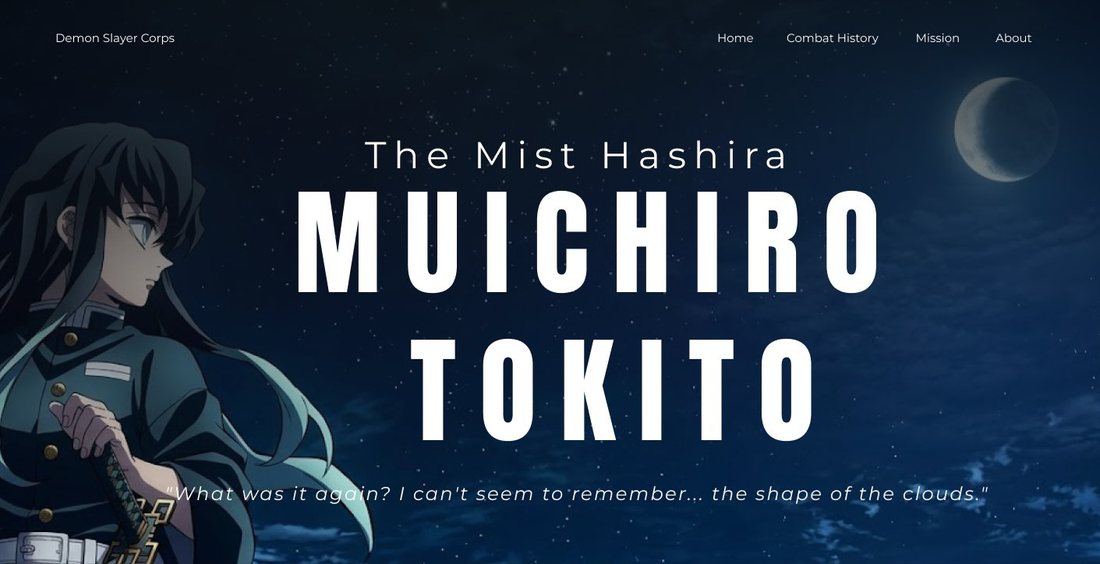 Demon Slayer Corps
Home Combat History Mission About
The Mist Hashira
MUICHIRO
TOKITO
"What was it again? I can't seem to remember... the shape of the clouds."